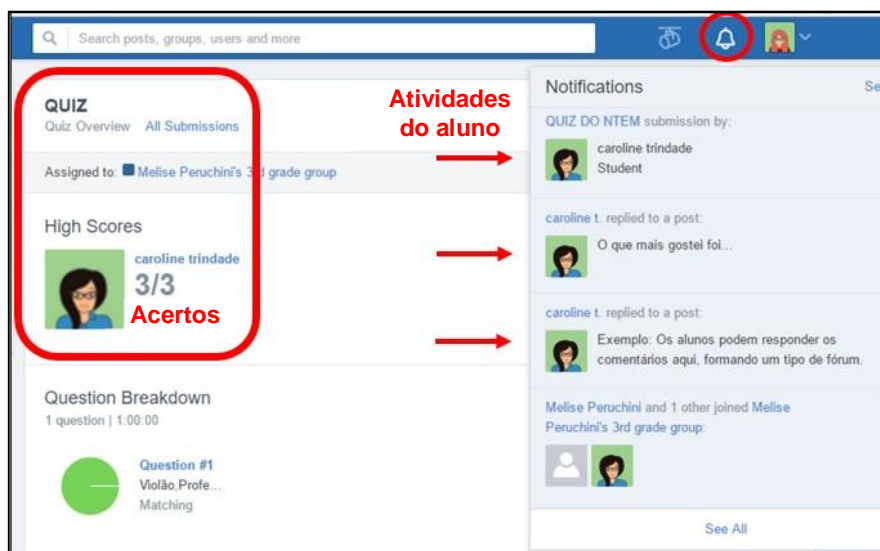 Search posts, groups, users and more
QUIZ
Quiz Overview All Submissions
Assigned to: Melise Peruchini's 3rd grade group
High Scores
caroline trindade
3/3
Acertos
Question Breakdown
1 question | 1:00:00
Question #1
Violão,Profe...
Matching
Atividades
do aluno
Notifications
QUIZ DO NTEM submission by:
caroline trindade
Student
caroline t. replied to a post:
O que mais gostei foi...
caroline t. replied to a post:
Exemplo: Os alunos podem responder os
comentários aqui, formando um tipo de fórum.
Melise Peruchini and 1 other joined Melise
Peruchini's 3rd grade group:
See All